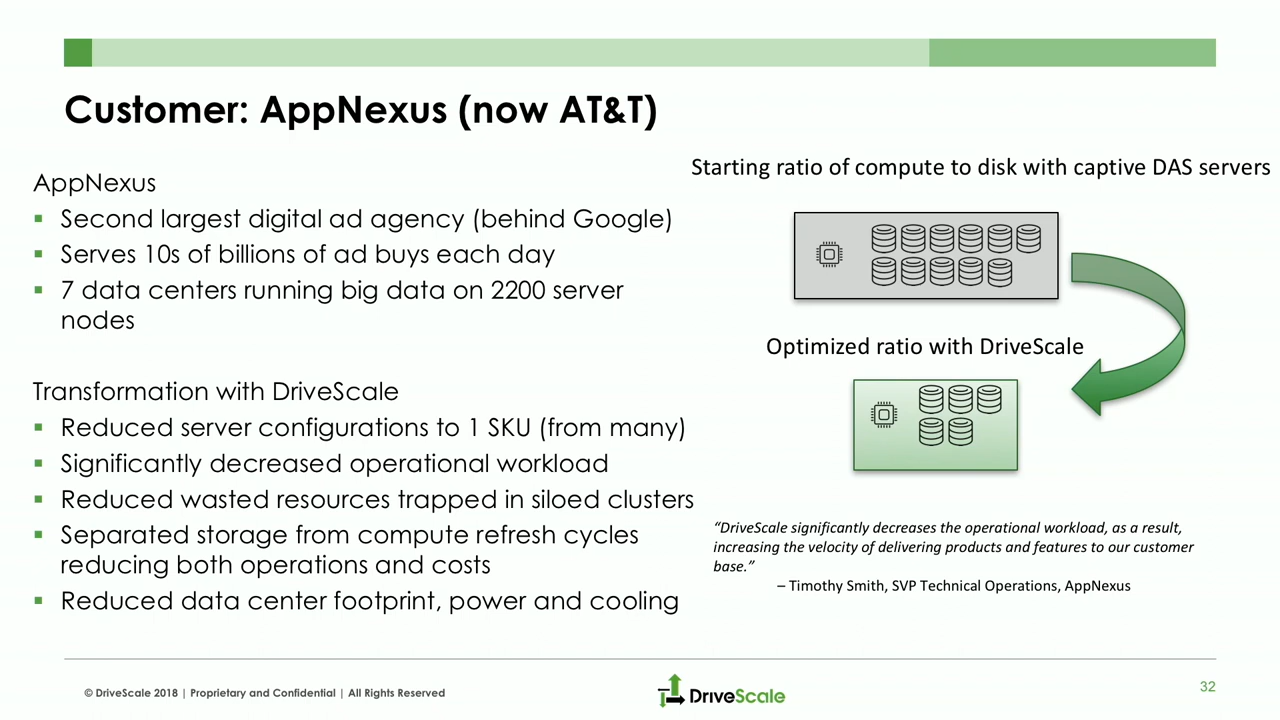 Customer: AppNexus (now AT&T)
AppNexus
▪ Second largest digital ad agency (behind Google)
▪ Serves 10s of billions of ad buys each day
▪ 7 data centers running big data on 2200 server
nodes
Transformation with DriveScale
▪ Reduced server configurations to 1 SKU (from many)
▪ Significantly decreased operational workload
▪ Reduced wasted resources trapped in siloed clusters
▪ Separated storage from compute refresh cycles
reducing both operations and costs
▪ Reduced data center footprint, power and cooling
Starting ratio of compute to disk with captive DAS servers
Optimized ratio with DriveScale
“DriveScale significantly decreases the operational workload, as a result,
increasing the velocity of delivering products and features to our customer
base.”
– Timothy Smith, SVP Technical Operations, AppNexus
© DriveScale 2018 | Proprietary and Confidential | All Rights Reserved
DriveScale
32